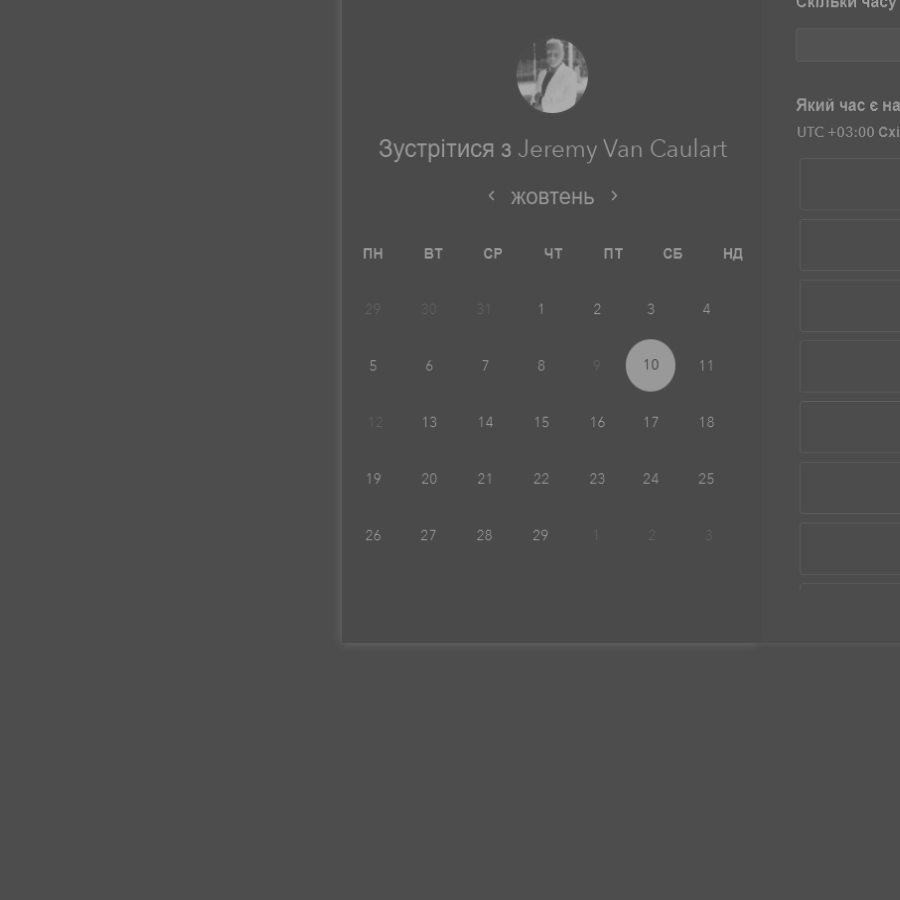 Скільки часу
Зустрітися з Jeremy Van Caulart
Який час є на
UTC +03:00 Схі
‹ жовтень ›
ПН ВТ СР ЧТ ПТ СБ НД
29 30 31 1 2 3 4
5 6 7 8 9 10 11
12 13 14 15 16 17 18
19 20 21 22 23 24 25
26 27 28 29 1 2 3